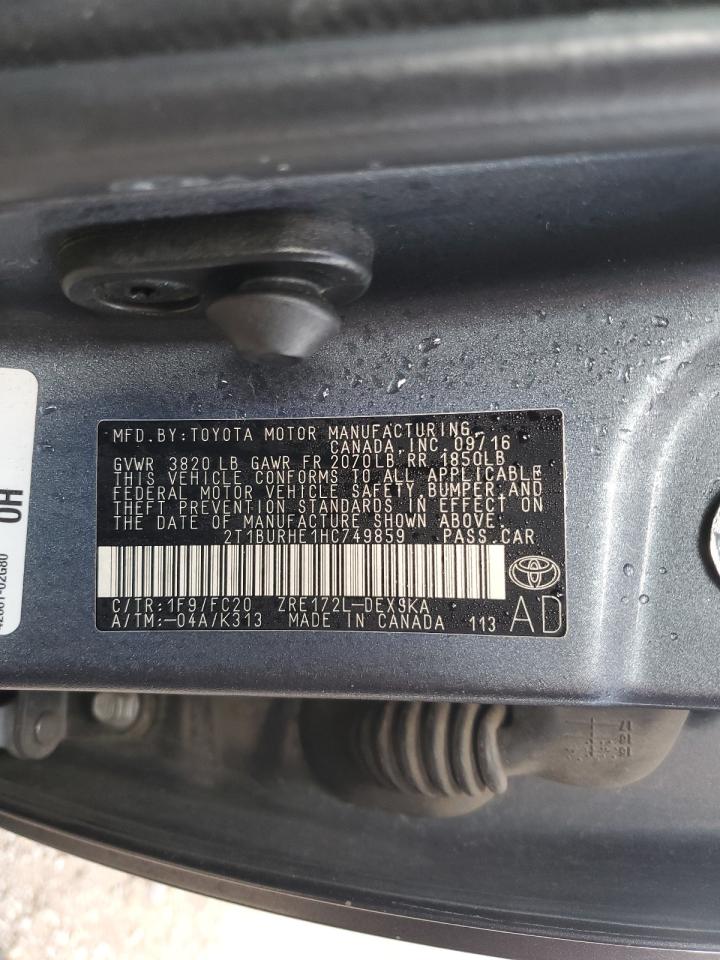 MFD.BY:TOYOTA MOTOR MANUFACTURING
CANADA,INC. 09/16
GVWR 3820 LB GAWR FR 2070LB RR 1850LB
THIS VEHICLE CONFORMS TO ALL APPLICABLE
FEDERAL MOTOR VEHICLE SAFETY, BUMPER,AND
THEFT PREVENTION STANDARDS IN EFFECT ON
THE DATE OF MANUFACTURE SHOWN ABOVE.
2T1BURHE1HC749859 PASS.CAR
C/TR:1F9/FC20 ZRE172L-DEXSKA
A/TM:-04A/K313 MADE IN CANADA 113 AD
0H